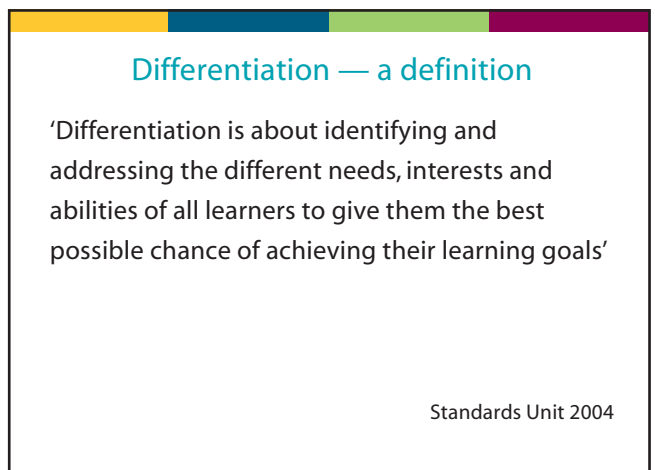 Differentiation — a definition
‘Differentiation is about identifying and
addressing the different needs, interests and
abilities of all learners to give them the best
possible chance of achieving their learning goals’
Standards Unit 2004